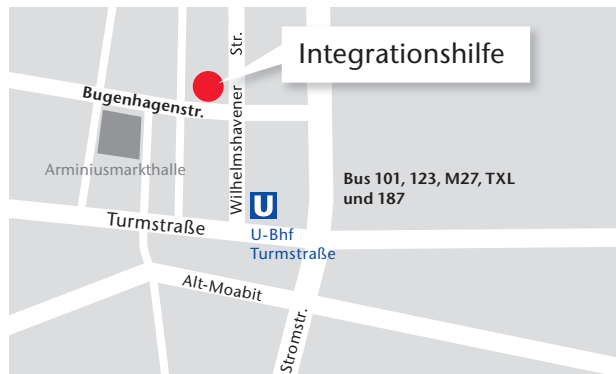 Integrationshilfe
Wilhelmshavener Str.
Bugenhagenstr.
Arminiusmarkthalle
Bus 101, 123, M27, TXL
und 187
U
U-Bhf
Turmstraße
Turmstraße
Alt-Moabit
Stromstr.